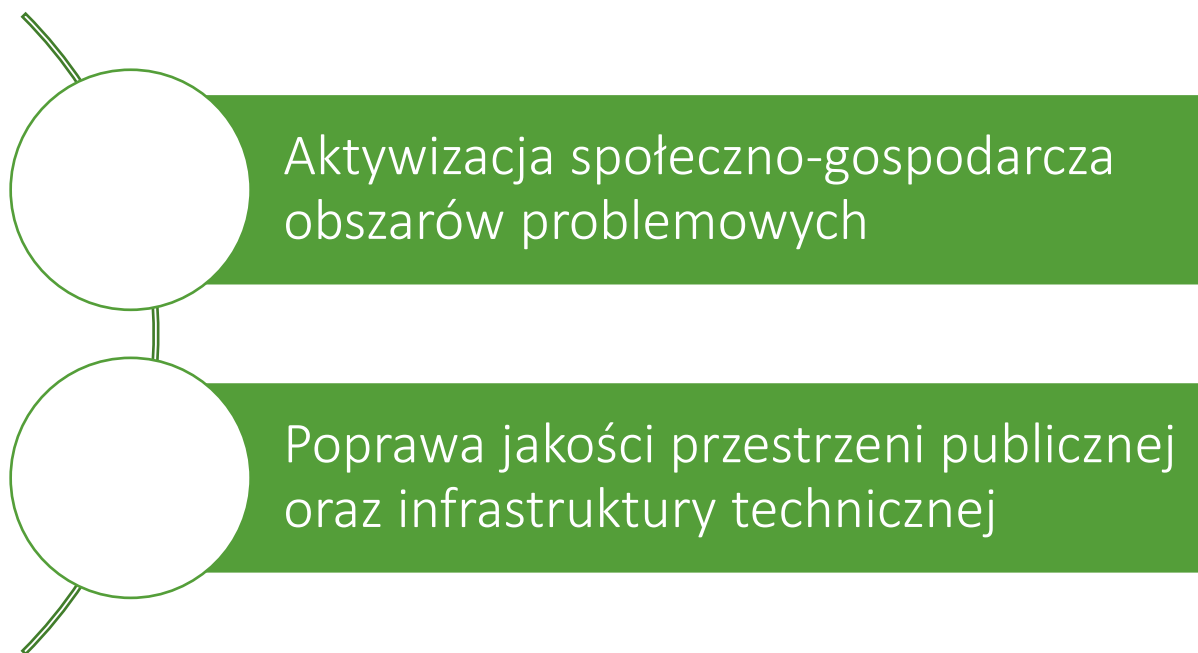 Aktywizacja społeczno-gospodarcza
obszarów problemowych
Poprawa jakości przestrzeni publicznej
oraz infrastruktury technicznej